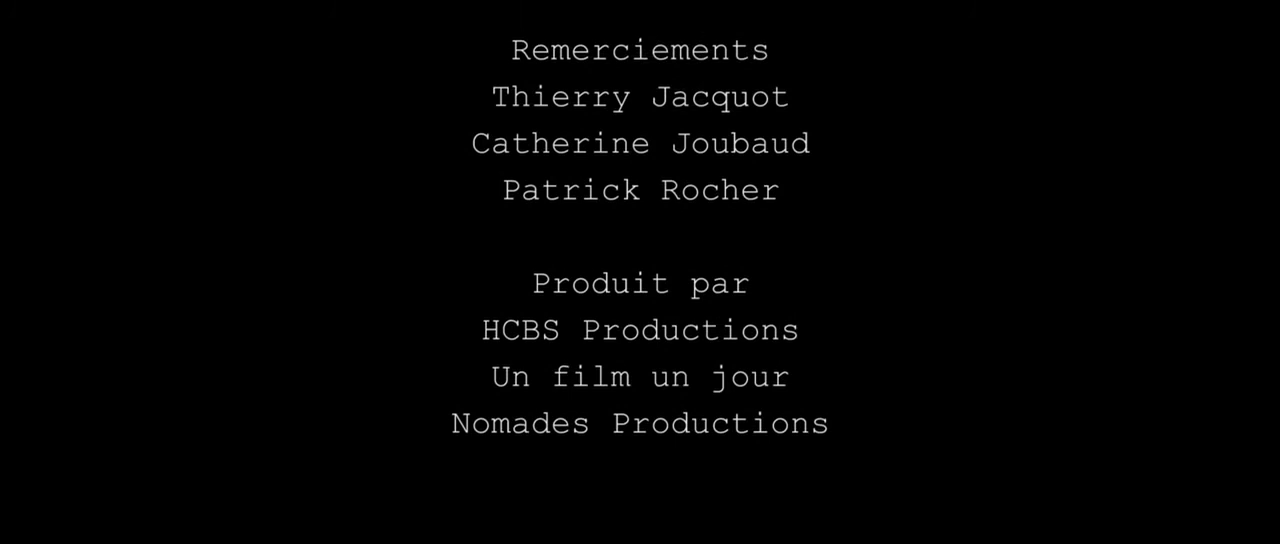 Remerciements
Thierry Jacquot
Catherine Joubaud
Patrick Rocher
Produit par
HCBS Productions
Un film un jour
Nomades Productions